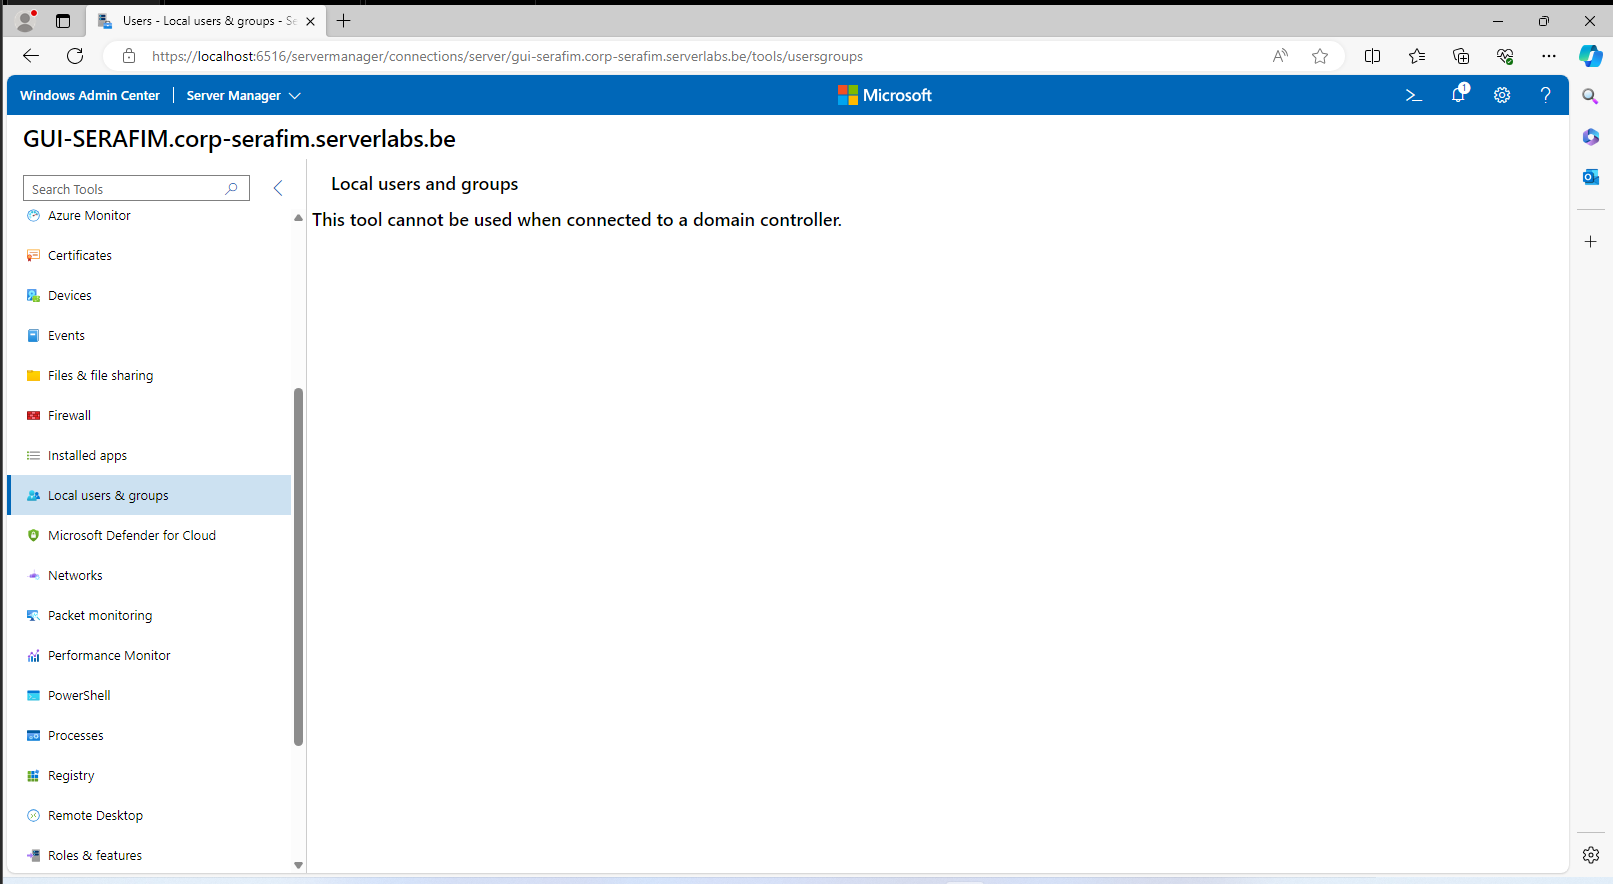 Users - Local users & groups - Se
https://localhost:6516/servermanager/connections/server/gui-serafim.corp-serafim.serverlabs.be/tools/usersgroups
Windows Admin Center
Server Manager
Microsoft
1
GUI-SERAFIM.corp-serafim.serverlabs.be
Search Tools
Azure Monitor
Certificates
Devices
Events
Files & file sharing
Firewall
Installed apps
Local users & groups
Microsoft Defender for Cloud
Networks
Packet monitoring
Performance Monitor
PowerShell
Processes
Registry
Remote Desktop
Roles & features
Local users and groups
This tool cannot be used when connected to a domain controller.